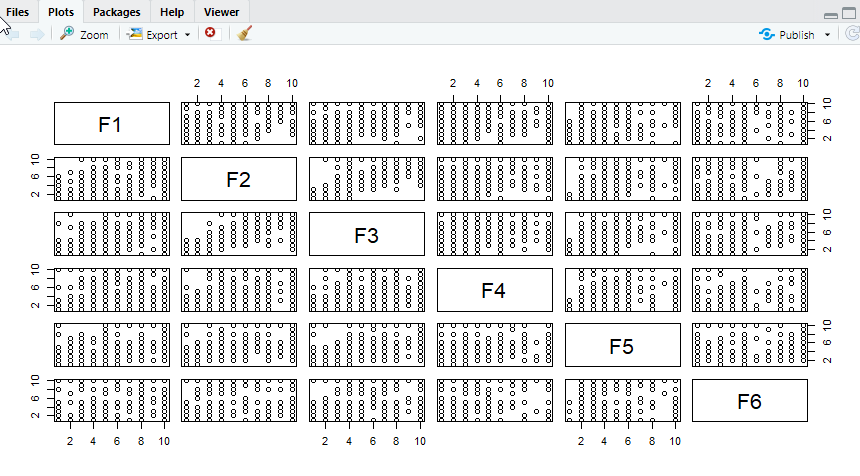 Files Plots Packages Help Viewer
Zoom Export Publish
2 4 6 8 10 2 4 6 8 10 2 4 6 8 10
F1 2 6 10
2 6 10 F2
F3 2 6 10
2 6 10 F4
F5 2 6 10
2 6 10 F6
2 4 6 8 10 2 4 6 8 10 2 4 6 8 10